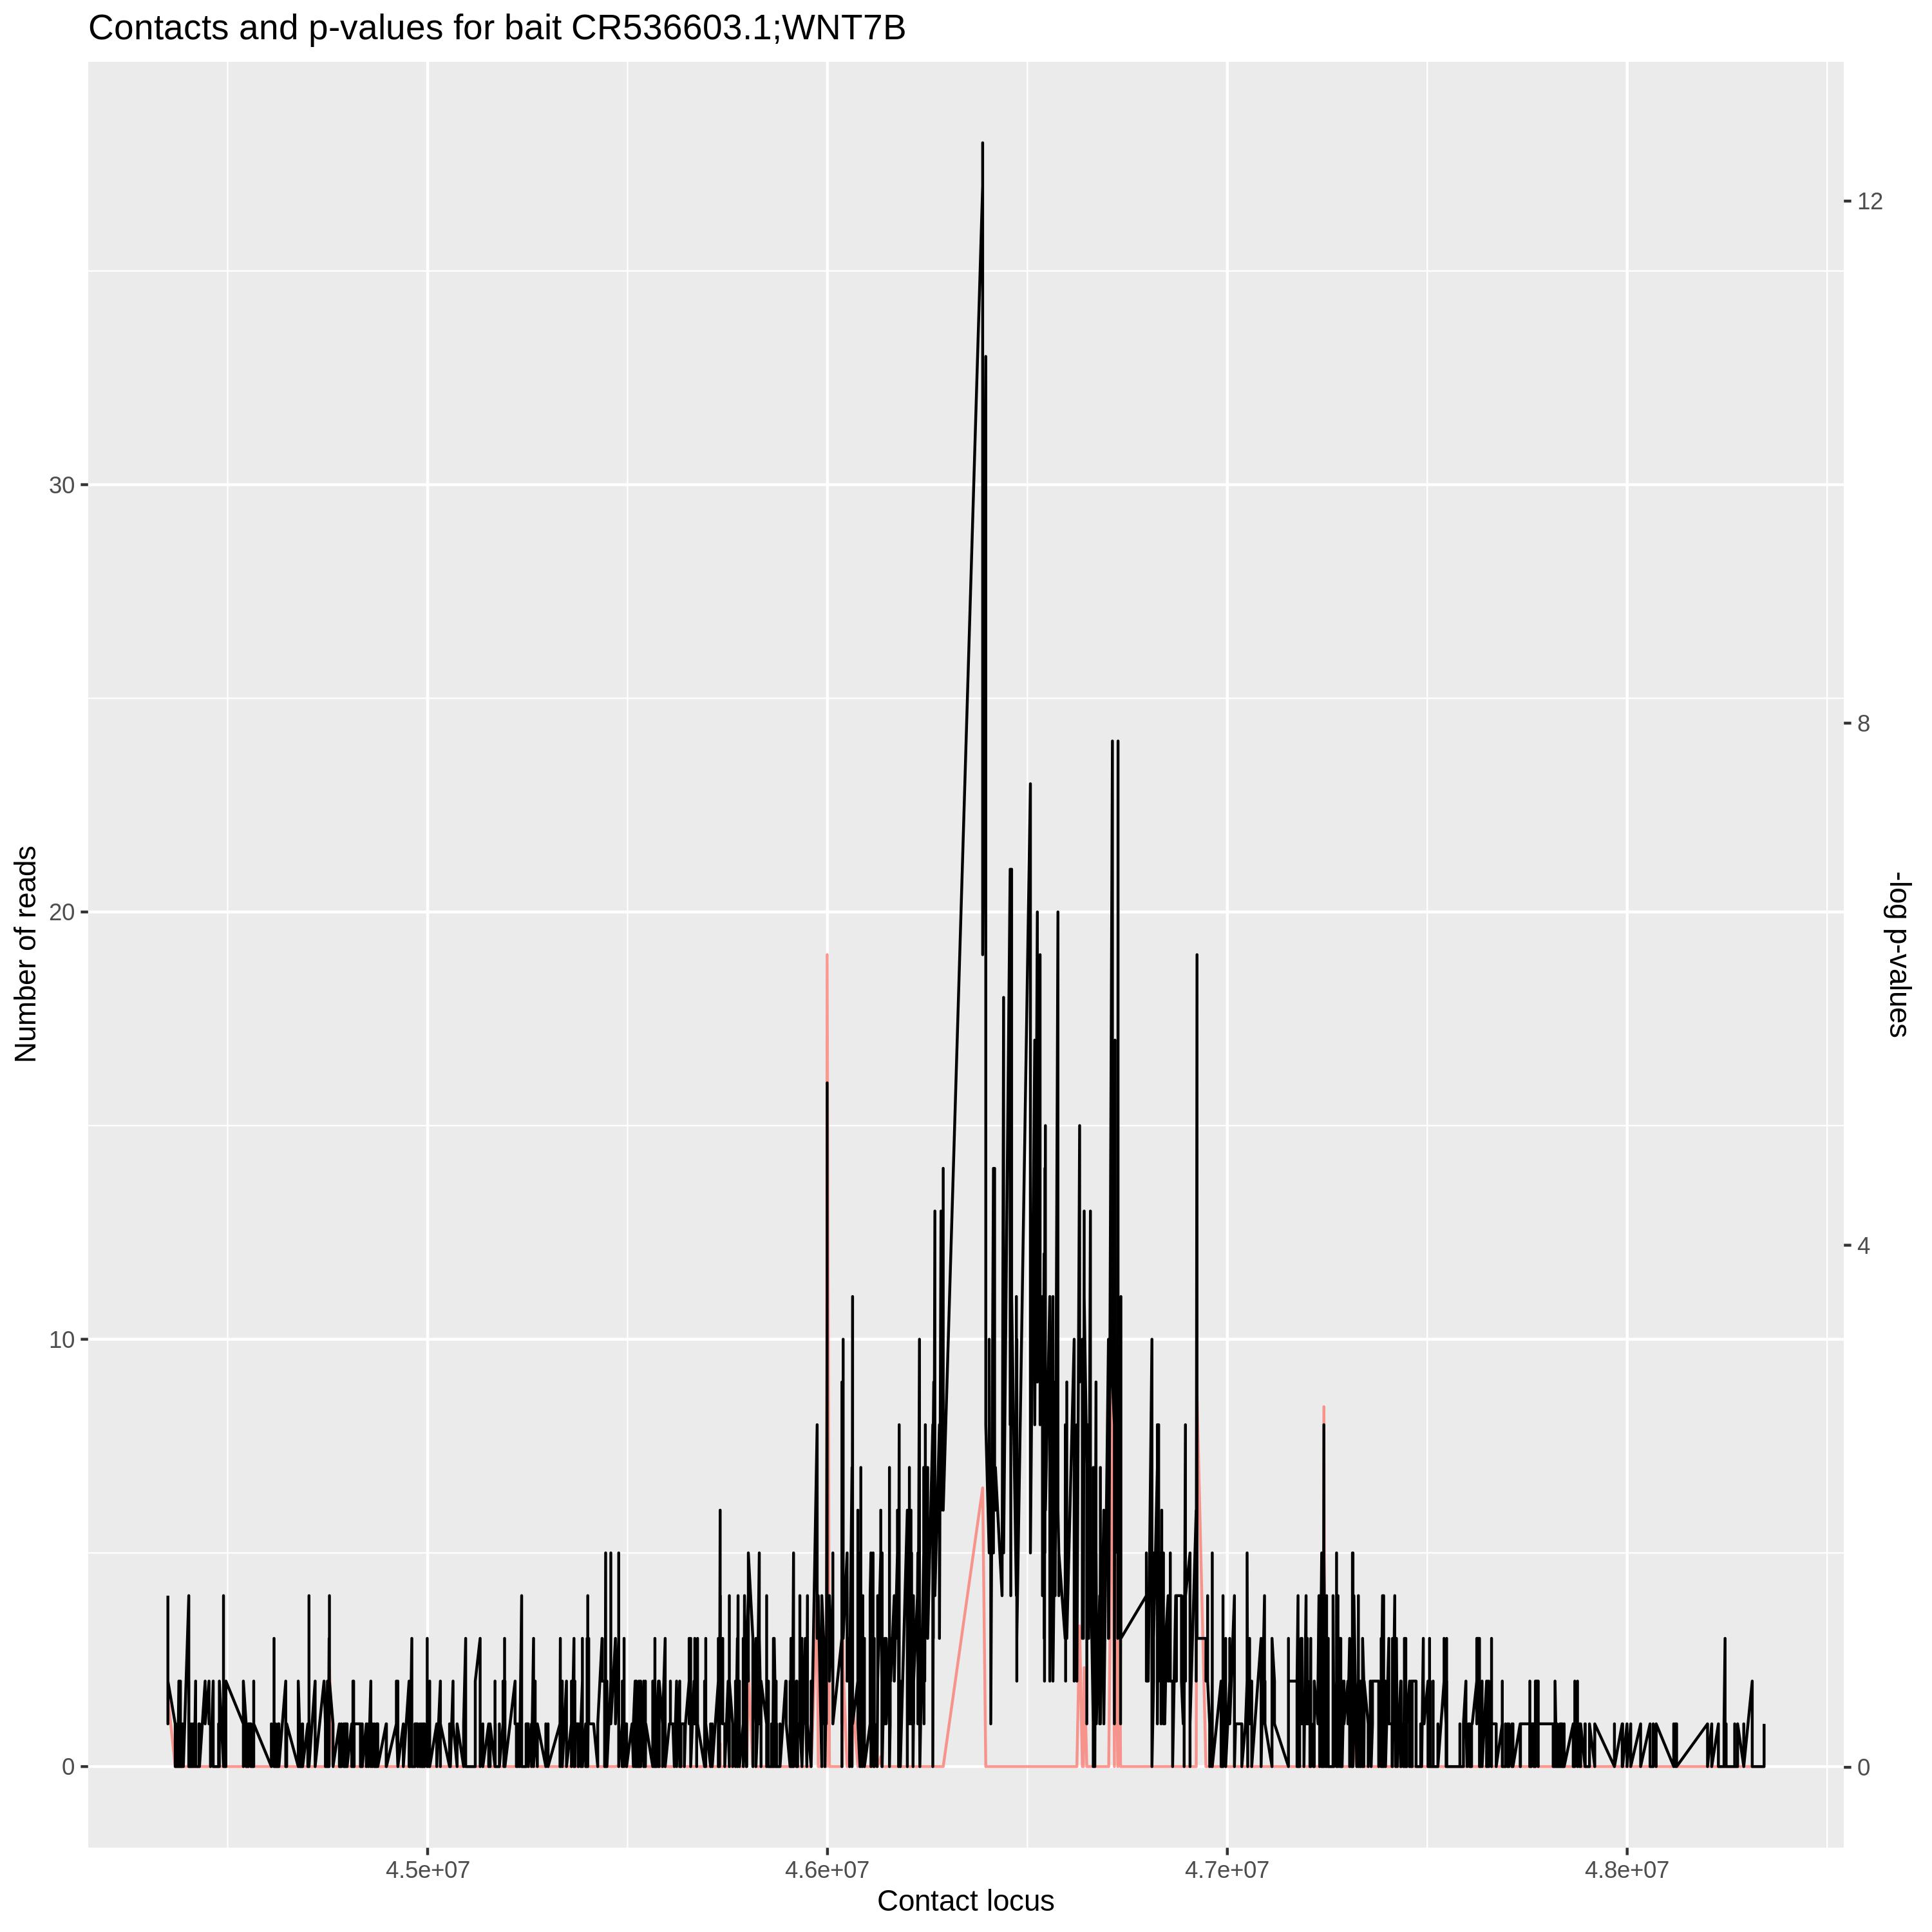 Contacts and p-values for bait CR536603.1;WNT7B
30
20
10
0
Number of reads
12
8
4
0
-log p-values
4.5e+07
4.6e+07
4.7e+07
4.8e+07
Contact locus